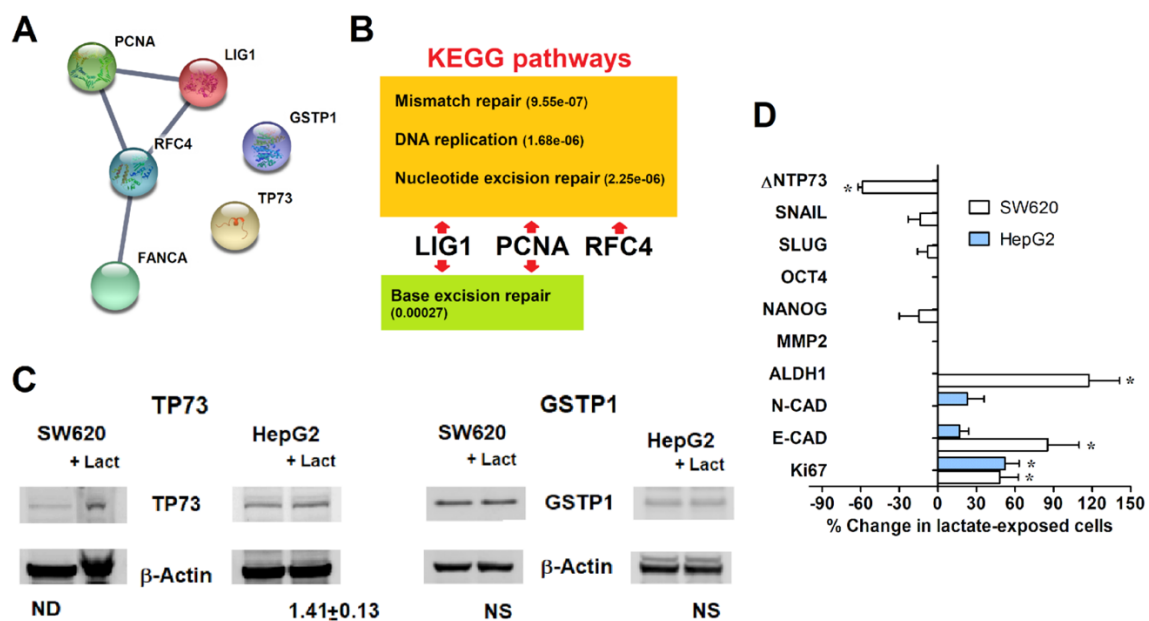 A
PCNA
LIG1
GSTP1
RFC4
TP73
FANCA
B
KEGG pathways
Mismatch repair (9.55e-07)
DNA replication (1.68e-06)
Nucleotide excision repair (2.25e-06)
LIG1 PCNA RFC4
Base excision repair
(0.00027)
C
TP73
SW620
+ Lact
HepG2
+ Lact
TP73
β-Actin
ND
1.41±0.13
GSTP1
SW620
+ Lact
HepG2
+ Lact
GSTP1
β-Actin
NS
NS
D
ΔNTP73
SNAIL
SLUG
OCT4
NANOG
MMP2
ALDH1
N-CAD
E-CAD
Ki67
*
*
*
*
*
SW620
HepG2
-90 -60 -30 0 30 60 90 120 150
% Change in lactate-exposed cells